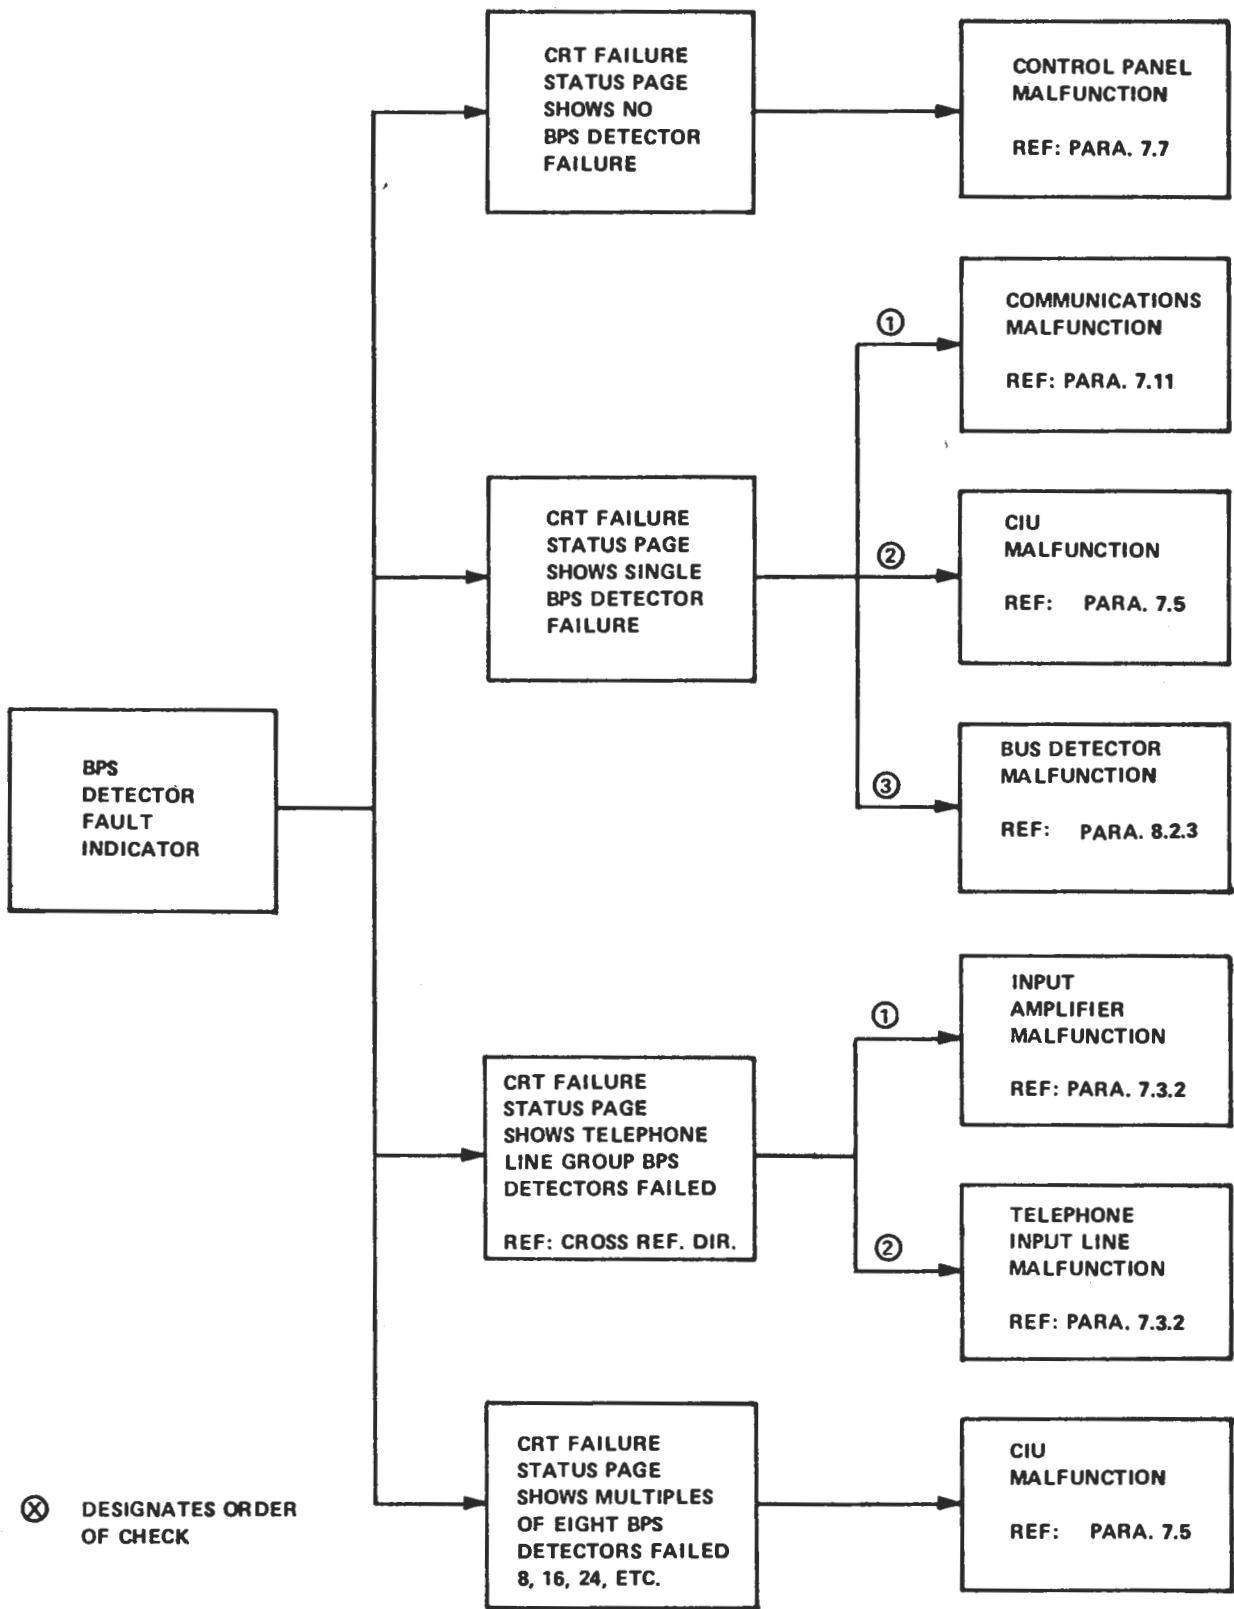 CRT FAILURE
STATUS PAGE
SHOWS NO
BPS DETECTOR
FAILURE
CONTROL PANEL
MALFUNCTION
REF: PARA. 7.7
COMMUNICATIONS
MALFUNCTION
REF: PARA. 7.11
①
CRT FAILURE
STATUS PAGE
SHOWS SINGLE
BPS DETECTOR
FAILURE
②
CIU
MALFUNCTION
REF: PARA. 7.5
③
BUS DETECTOR
MALFUNCTION
REF: PARA. 8.2.3
BPS
DETECTOR
FAULT
INDICATOR
CRT FAILURE
STATUS PAGE
SHOWS TELEPHONE
LINE GROUP BPS
DETECTORS FAILED
REF: CROSS REF. DIR.
①
INPUT
AMPLIFIER
MALFUNCTION
REF: PARA. 7.3.2
②
TELEPHONE
INPUT LINE
MALFUNCTION
REF: PARA. 7.3.2
CRT FAILURE
STATUS PAGE
SHOWS MULTIPLES
OF EIGHT BPS
DETECTORS FAILED
8, 16, 24, ETC.
CIU
MALFUNCTION
REF: PARA. 7.5
Ⓧ DESIGNATES ORDER
OF CHECK